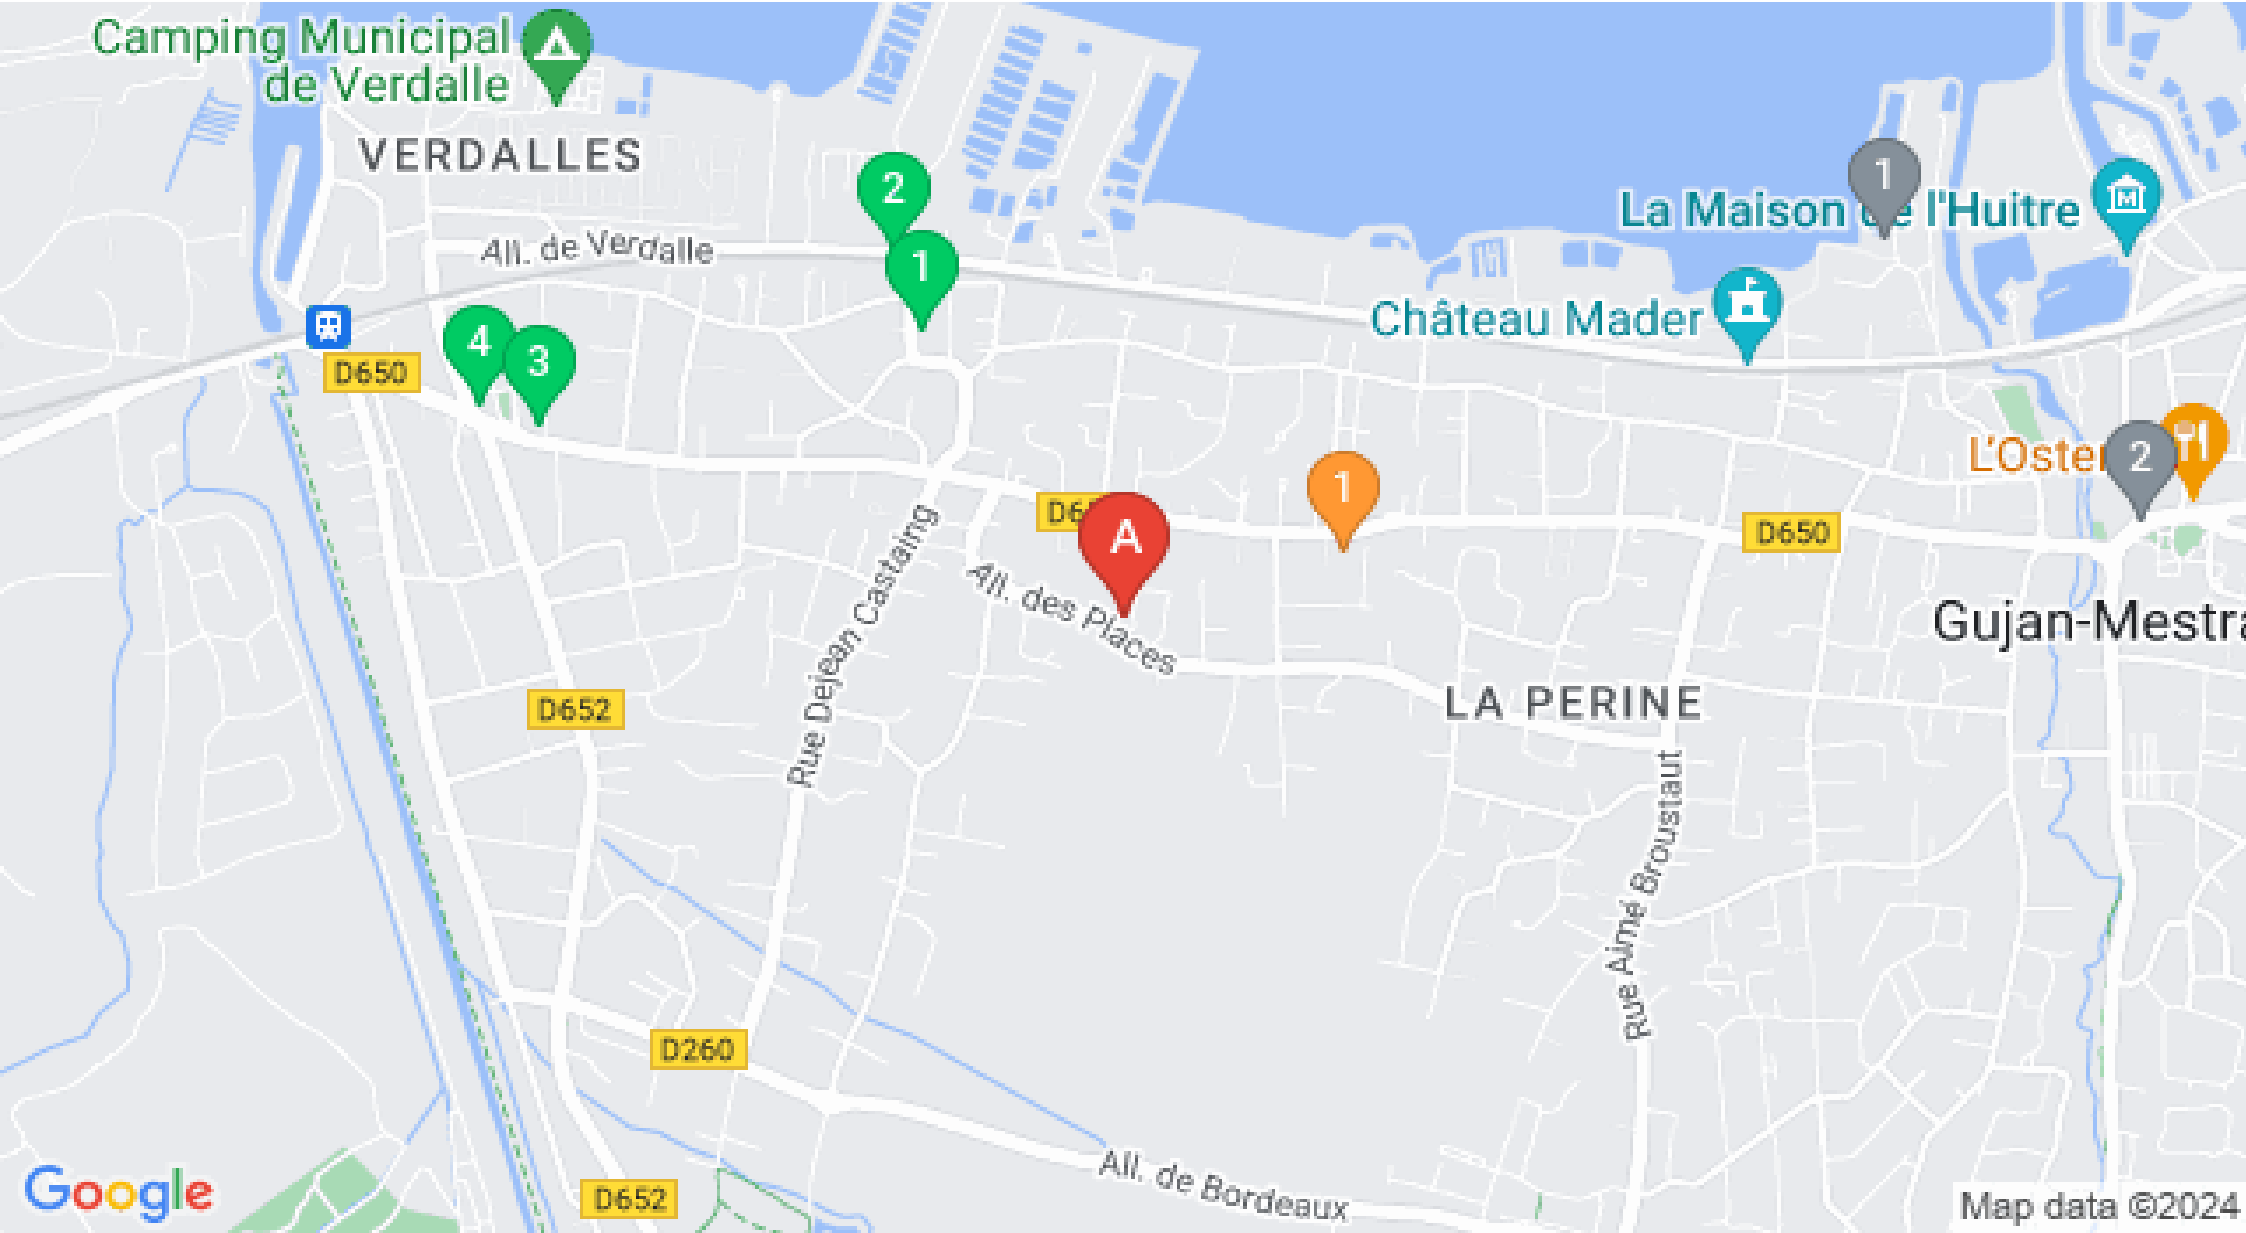 Camping Municipal
de Verdalle
VERDALLES
2
1
La Maison de l'Huitre
All. de Verdalle
1
Château Mader
4
3
D650
1
L'Oster
2
D6
A
D650
Rue Dejean Castaing
All. des Places
Gujan-Mestra
D652
LA PERINE
Rue Aimé Broustaut
D260
All. de Bordeaux
D652
Google
Map data ©2024